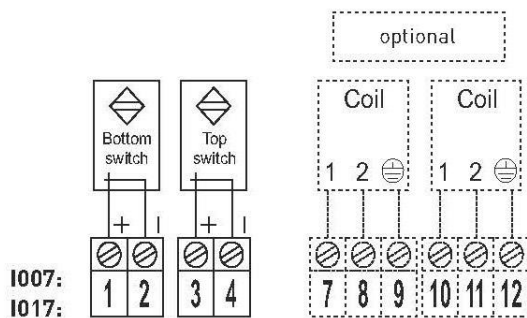 optional
Coil Coil
Bottom switch Top switch
1 2 1 2
+ - + -
I007:
I017:
1 2 3 4 7 8 9 10 11 12